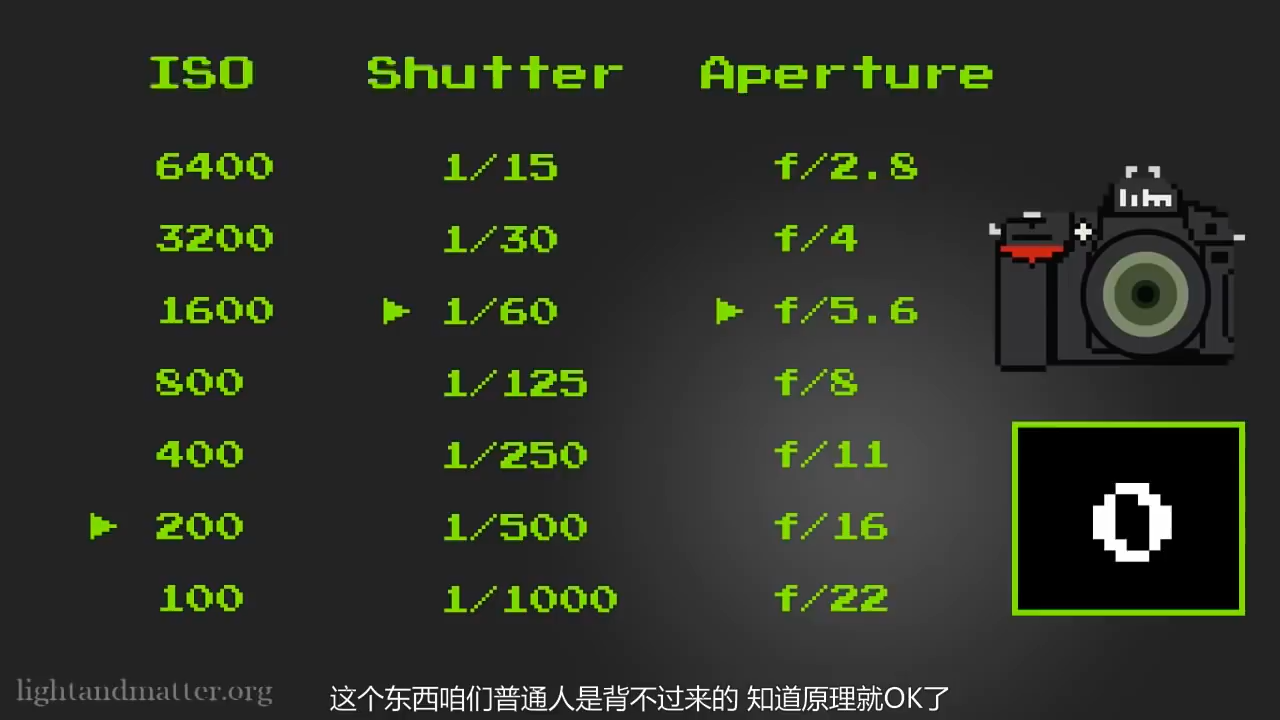 ISO Shutter Aperture
6400 1/15 f/2.8
3200 1/30 f/4
1600 1/60 f/5.6
800 1/125 f/8
400 1/250 f/11
200 1/500 f/16
100 1/1000 f/22
0
lightandmatter.org
这个东西咱们普通人是背不过来的 知道原理就OK了